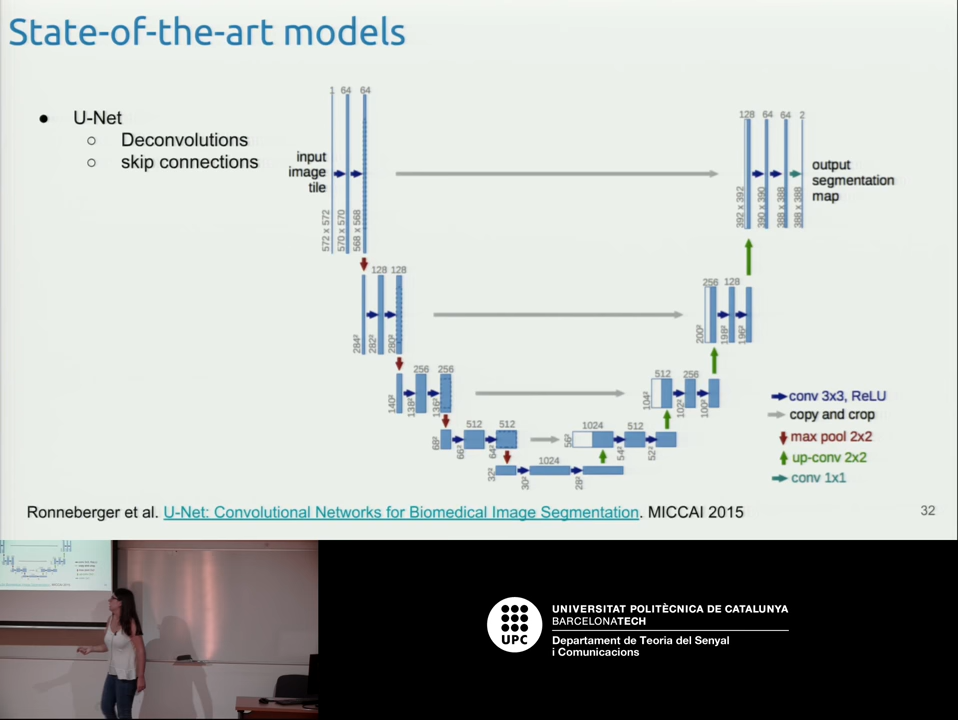 State-of-the-art models
● U-Net
○ Deconvolutions
○ skip connections
1 64 64
input
image
tile
572 x 572
570 x 570
568 x 568
128 64 64 2
output
segmentation
map
392 x 392
390 x 390
388 x 388
388 x 388
128 128
284²
282²
280²
256 128
200²
198²
196²
256 256
140²
138²
136²
512 256
104²
102²
100²
512 512
68²
66²
64²
1024 512
56²
54²
52²
1024
32²
30²
28²
conv 3x3, ReLU
copy and crop
max pool 2x2
up-conv 2x2
conv 1x1
Ronneberger et al. U-Net: Convolutional Networks for Biomedical Image Segmentation. MICCAI 2015
32
UPC
UNIVERSITAT POLITÈCNICA DE CATALUNYA
BARCELONATECH
Departament de Teoria del Senyal
i Comunicacions